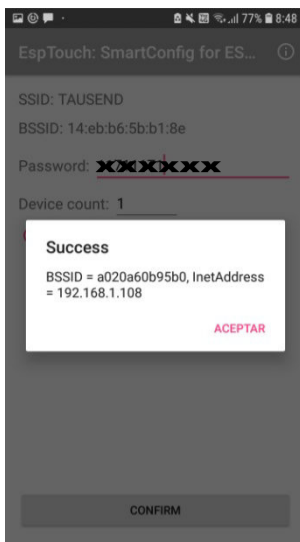 77% 8:48
EspTouch: SmartConfig for ES...
SSID: TAUSEND
BSSID: 14:eb:b6:5b:b1:8e
Password:
Device count: 1
Success
BSSID = a020a60b95b0, InetAddress
= 192.168.1.108
ACEPTAR
CONFIRM